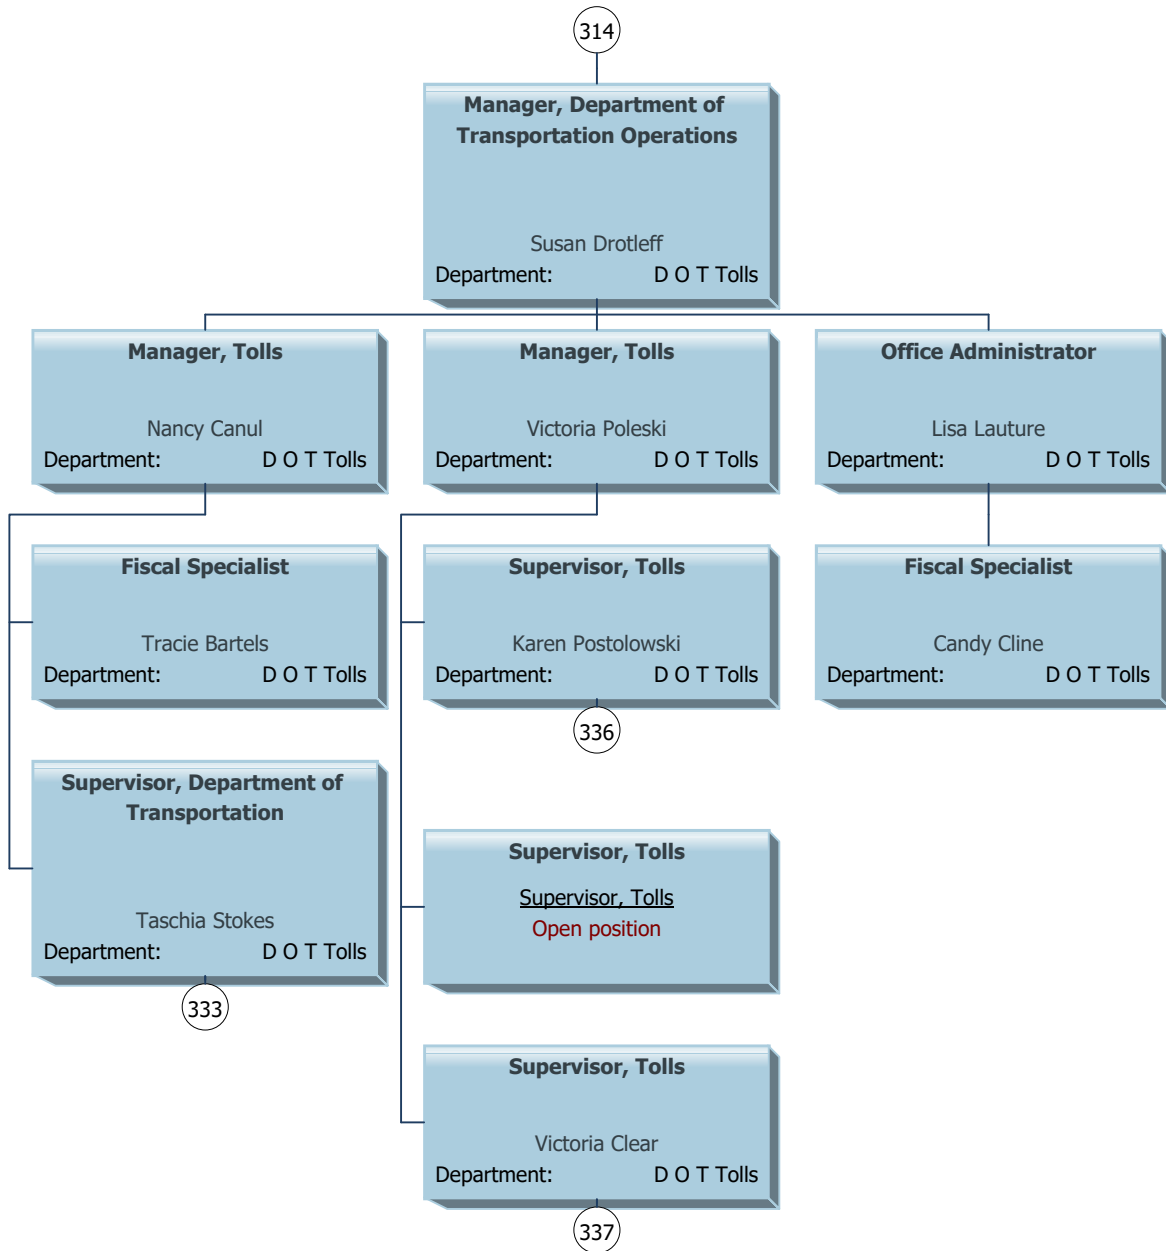 314
Manager, Department of
Transportation Operations
Susan Drotleff
Department: D O T Tolls
Manager, Tolls
Nancy Canul
Department: D O T Tolls
Manager, Tolls
Victoria Poleski
Department: D O T Tolls
Office Administrator
Lisa Lauture
Department: D O T Tolls
Fiscal Specialist
Tracie Bartels
Department: D O T Tolls
Supervisor, Tolls
Karen Postolowski
Department: D O T Tolls
336
Fiscal Specialist
Candy Cline
Department: D O T Tolls
Supervisor, Department of
Transportation
Taschia Stokes
Department: D O T Tolls
333
Supervisor, Tolls
Supervisor, Tolls
Open position
Supervisor, Tolls
Victoria Clear
Department: D O T Tolls
337